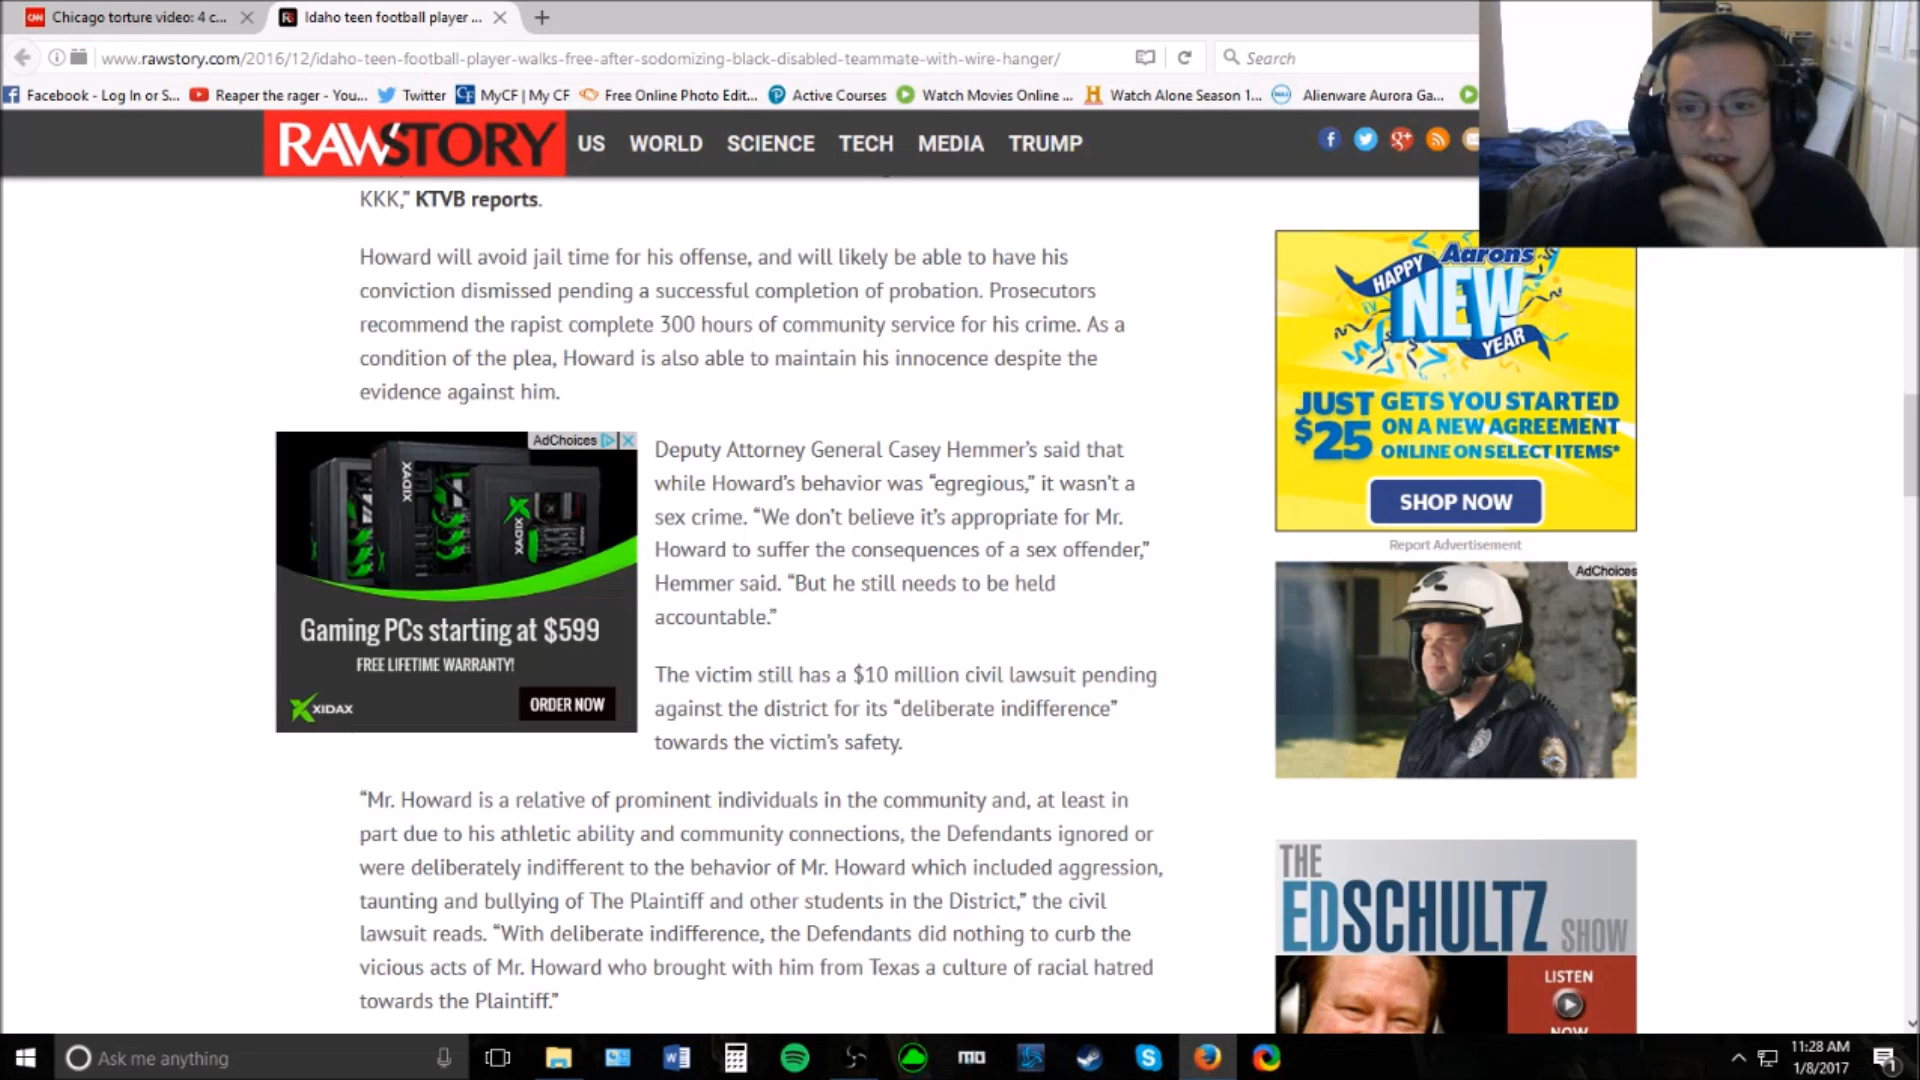 Chicago torture video: 4 c...
Idaho teen football player ...
www.rawstory.com/2016/12/idaho-teen-football-player-walks-free-after-sodomizing-black-disabled-teammate-with-wire-hanger/
Search
Facebook - Log In or S...
Reaper the rager - You...
Twitter
MyCF | My CF
Free Online Photo Edit...
Active Courses
Watch Movies Online ...
Watch Alone Season 1...
Alienware Aurora Ga...
RAWSTORY
US WORLD SCIENCE TECH MEDIA TRUMP
KKK,” KTVB reports.
Howard will avoid jail time for his offense, and will likely be able to have his
conviction dismissed pending a successful completion of probation. Prosecutors
recommend the rapist complete 300 hours of community service for his crime. As a
condition of the plea, Howard is also able to maintain his innocence despite the
evidence against him.
AdChoices
XIDAX
XIDAX
Gaming PCs starting at $599
FREE LIFETIME WARRANTY!
XIDAX
ORDER NOW
Deputy Attorney General Casey Hemmer’s said that
while Howard’s behavior was “egregious,” it wasn’t a
sex crime. “We don’t believe it’s appropriate for Mr.
Howard to suffer the consequences of a sex offender,”
Hemmer said. “But he still needs to be held
accountable.”
The victim still has a $10 million civil lawsuit pending
against the district for its “deliberate indifference”
towards the victim’s safety.
“Mr. Howard is a relative of prominent individuals in the community and, at least in
part due to his athletic ability and community connections, the Defendants ignored or
were deliberately indifferent to the behavior of Mr. Howard which included aggression,
taunting and bullying of The Plaintiff and other students in the District,” the civil
lawsuit reads. “With deliberate indifference, the Defendants did nothing to curb the
vicious acts of Mr. Howard who brought with him from Texas a culture of racial hatred
towards the Plaintiff.”
Aarons
HAPPY
NEW
YEAR
JUST $25 GETS YOU STARTED
ON A NEW AGREEMENT
ONLINE ON SELECT ITEMS*
SHOP NOW
Report Advertisement
AdChoices
THE
EDSCHULTZ SHOW
LISTEN
NOW
Ask me anything
11:28 AM
1/8/2017